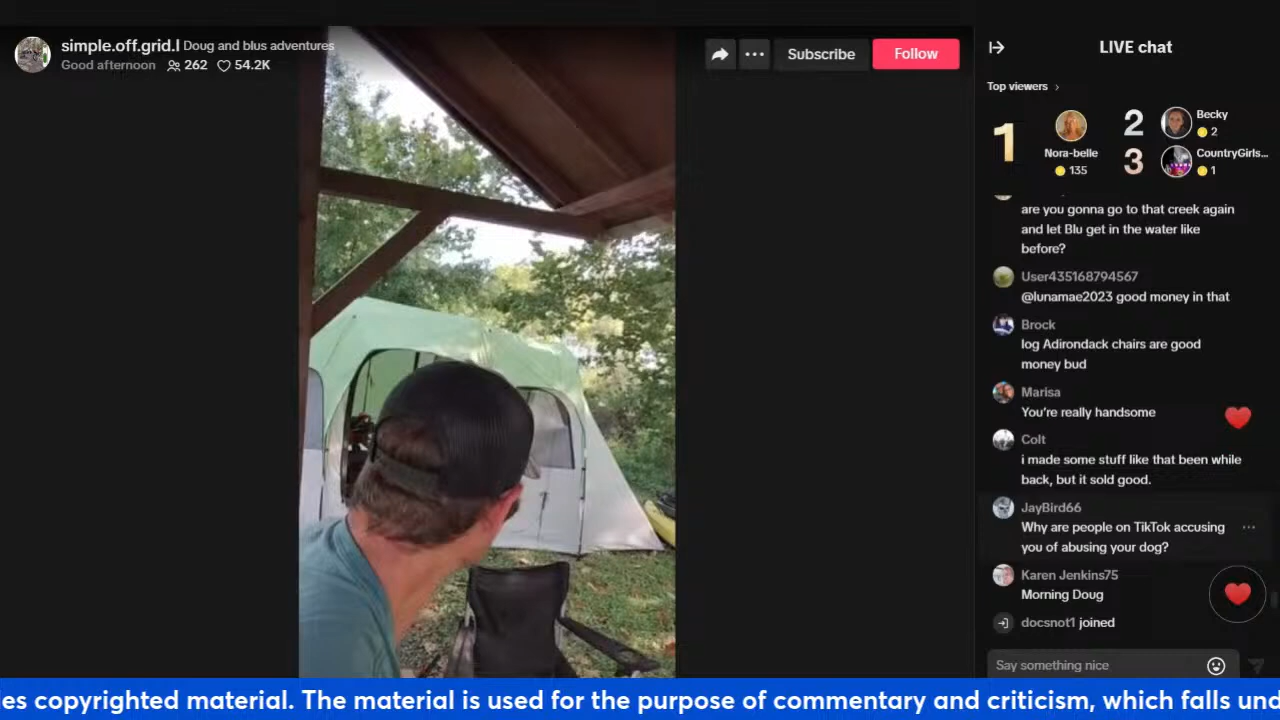 simple.off.grid.l Doug and blus adventures
Good afternoon 262 54.2K
Subscribe
Follow
LIVE chat
Top viewers
1
Nora-belle
135
2
Becky
2
3
CountryGirls...
1
are you gonna go to that creek again
and let Blu get in the water like
before?
User435168794567
@lunamae2023 good money in that
Brock
log Adirondack chairs are good
money bud
Marisa
You're really handsome
Colt
i made some stuff like that been while
back, but it sold good.
JayBird66
Why are people on TikTok accusing
you of abusing your dog?
Karen Jenkins75
Morning Doug
docsnot1 joined
Say something nice
es copyrighted material. The material is used for the purpose of commentary and criticism, which falls und